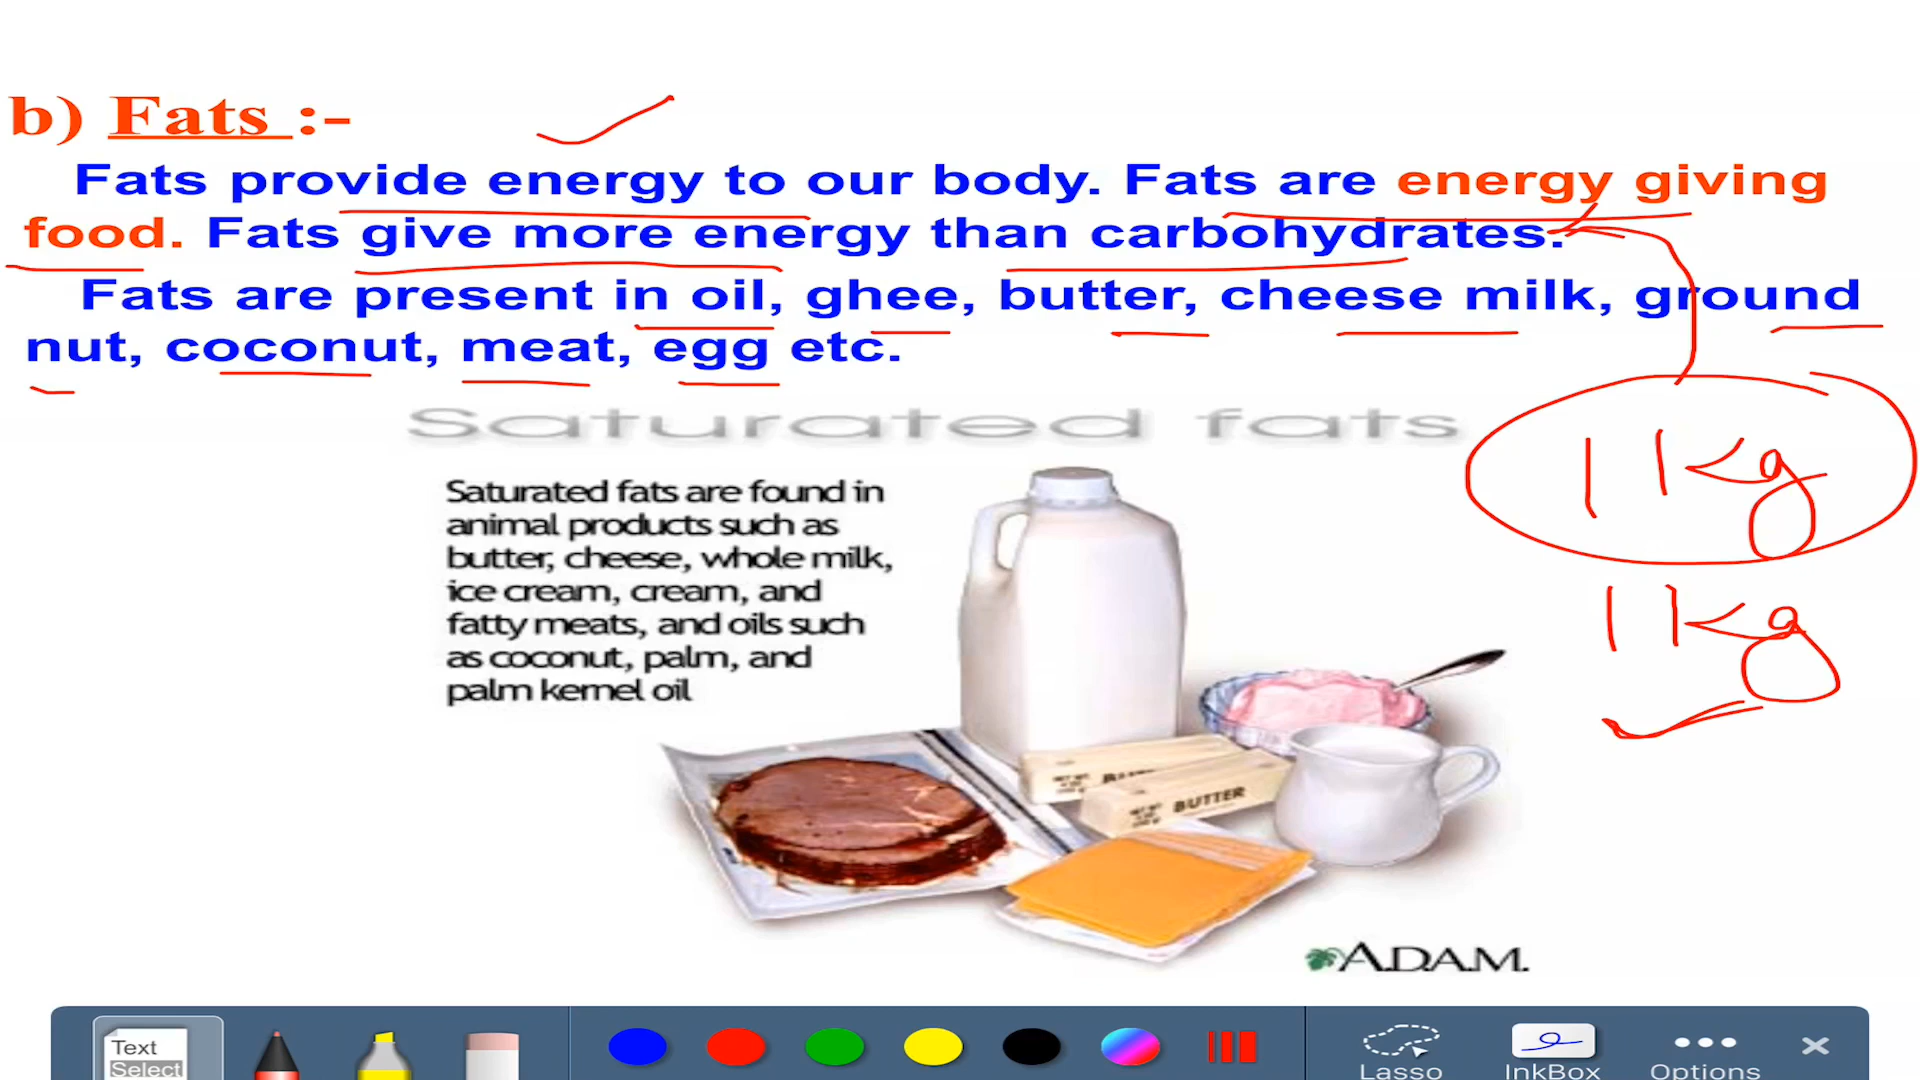 b) Fats :-
Fats provide energy to our body. Fats are energy giving
food. Fats give more energy than carbohydrates.
Fats are present in oil, ghee, butter, cheese milk, ground
nut, coconut, meat, egg etc.
Saturated fats
Saturated fats are found in
animal products such as
butter, cheese, whole milk,
ice cream, cream, and
fatty meats, and oils such
as coconut, palm, and
palm kernel oil
1 1kg
1 1kg
BUTTER
A.D.A.M.
Text
Select
Lasso
InkBox
Options